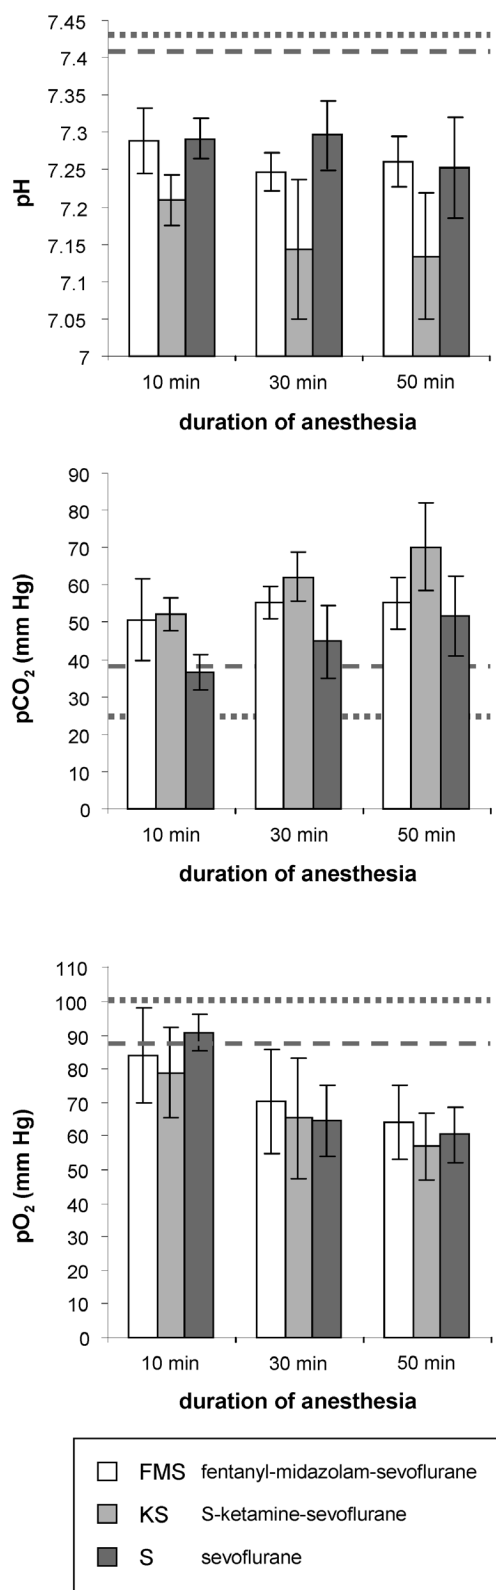 7.45
7.4
7.35
7.3
7.25
7.2
7.15
7.1
7.05
7
pH
10 min 30 min 50 min
duration of anesthesia
90
80
70
60
50
40
30
20
10
0
pCO₂ (mm Hg)
10 min 30 min 50 min
duration of anesthesia
110
100
90
80
70
60
50
40
30
20
10
0
pO₂ (mm Hg)
10 min 30 min 50 min
duration of anesthesia
FMS fentanyl-midazolam-sevoflurane
KS S-ketamine-sevoflurane
S sevoflurane